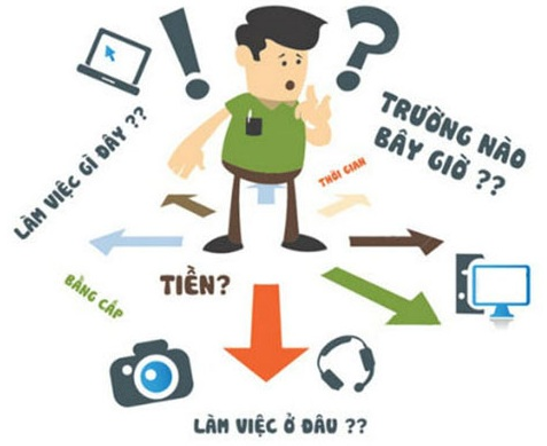 LÀM VIỆC GÌ ĐÂY ??
TRƯỜNG NÀO
BÂY GIỜ ??
THỜI GIAN
BẰNG CẤP
TIỀN?
LÀM VIỆC Ở ĐÂU ??